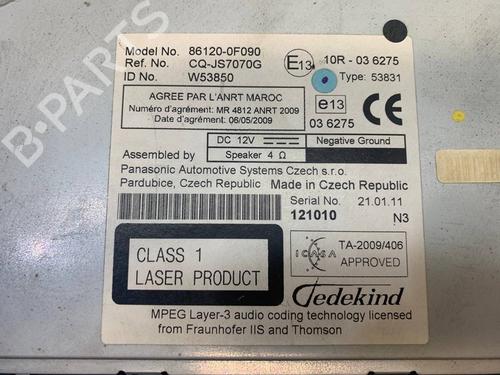 B-PARTS
Model No. 86120-0F090
Ref. No. CQ-JS7070G
ID No. W53850
E13 10R - 03 6275
Type: 53831
AGREE PAR L'ANRT MAROC
Numéro d'agrément: MR 4812 ANRT 2009
Date d'agrément: 06/05/2009
e13
03 6275
CE
DC 12V
Negative Ground
Speaker 4 Ω
Assembled by
Panasonic Automotive Systems Czech s.r.o.
Pardubice, Czech Republic Made in Czech Republic
Serial No. 21.01.11
121010 N3
CLASS 1
LASER PRODUCT
ICASA
TA-2009/406
APPROVED
Jedekind
MPEG Layer-3 audio coding technology licensed
from Fraunhofer IIS and Thomson